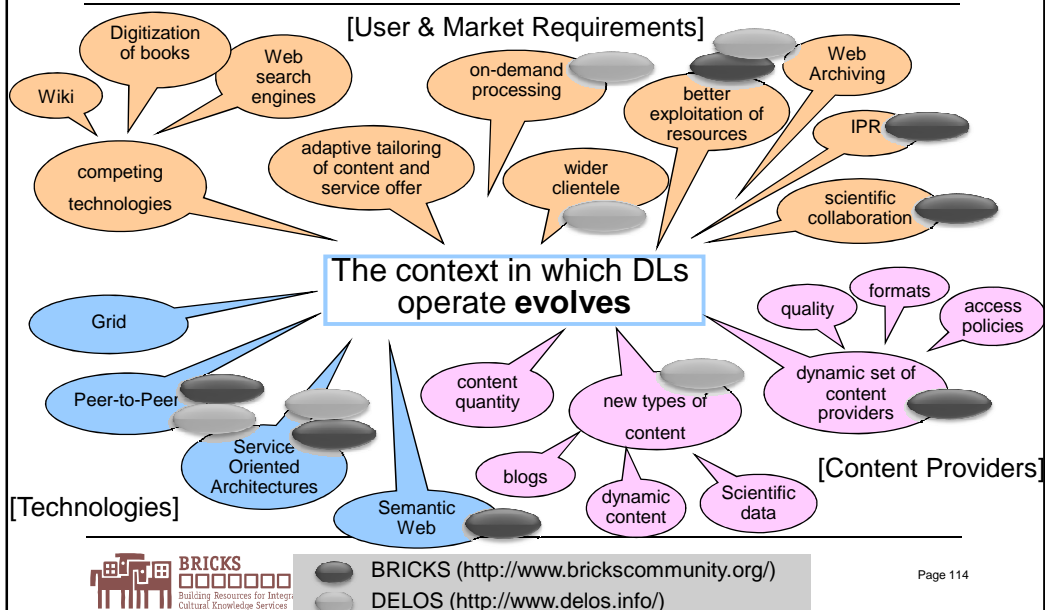 [User & Market Requirements]
Digitization
of books
Web
search
engines
Wiki
competing
technologies
adaptive tailoring
of content and
service offer
on-demand
processing
wider
clientele
better
exploitation of
resources
Web
Archiving
IPR
scientific
collaboration
The context in which DLs
operate evolves
Grid
Peer-to-Peer
Service
Oriented
Architectures
Semantic
Web
[Technologies]
content
quantity
new types of
content
blogs
dynamic
content
Scientific
data
quality
formats
access
policies
dynamic set of
content
providers
[Content Providers]
BRICKS
Building Resources for Integra
Cultural Knowledge Services
BRICKS (http://www.brickscommunity.org/)
DELOS (http://www.delos.info/)
Page 114